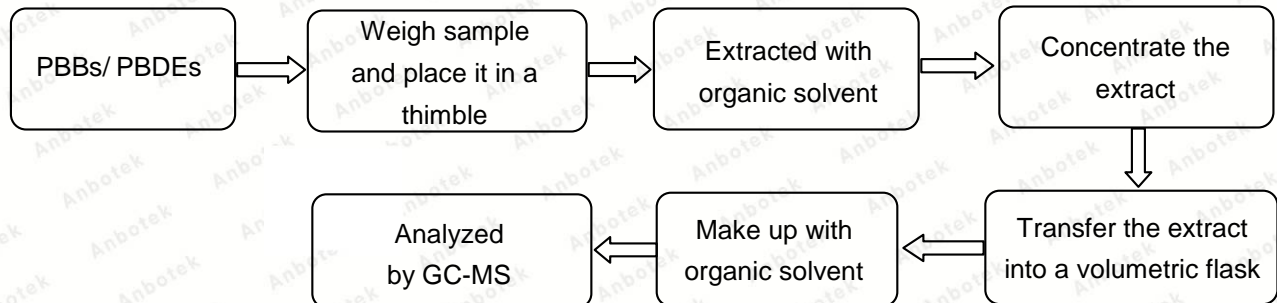 PBBs/ PBDEs
Weigh sample
and place it in a
thimble
Extracted with
organic solvent
Concentrate the
extract
Transfer the extract
into a volumetric flask
Make up with
organic solvent
Analyzed
by GC-MS
Anbotek